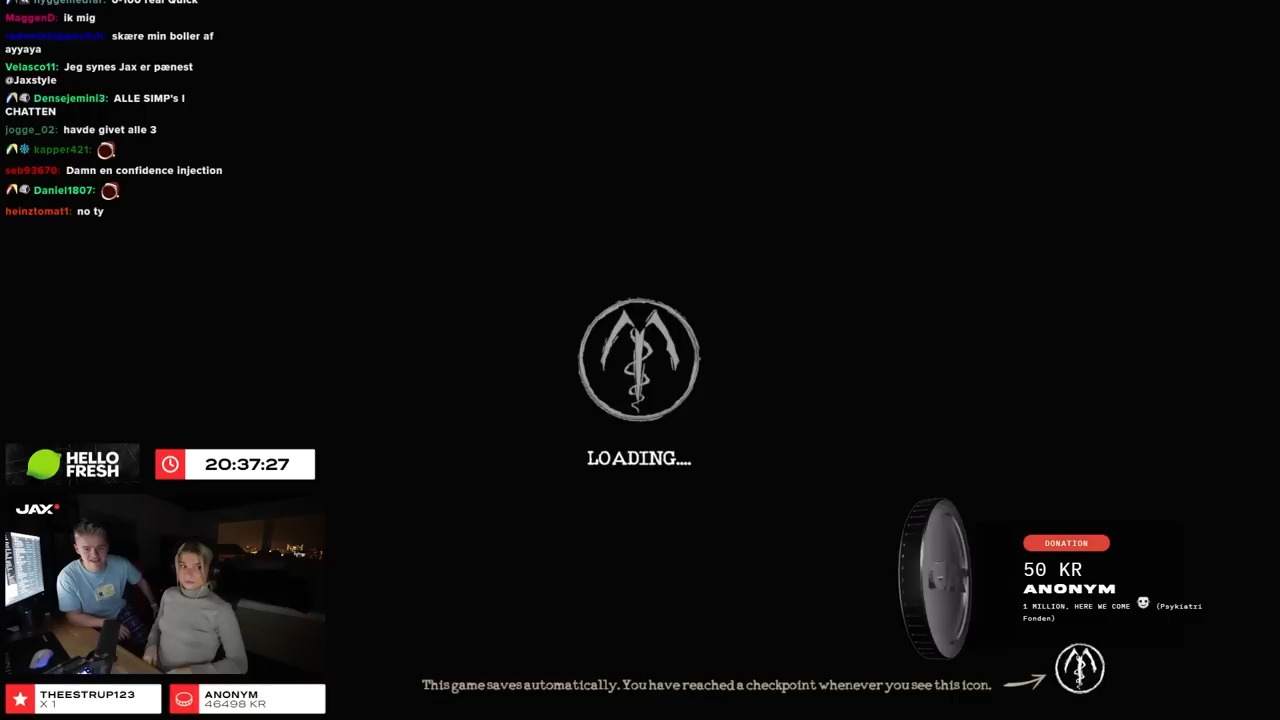 MaggenD: ik mig
skære min boller af
ayyaya
Velasco11: Jeg synes Jax er pænest
@Jaxstyle
Densejemini3: ALLE SIMP's I
CHATTEN
jogge_02: havde givet alle 3
kapper421:
seb93670: Damn en confidence injection
Daniel1807:
heinztomat1: no ty
LOADING....
HELLO
FRESH
20:37:27
JAX
DONATION
50 KR
ANONYM
1 MILLION, HERE WE COME (Psykiatri
Fonden)
This game saves automatically. You have reached a checkpoint whenever you see this icon.
THEESTRUP123
X 1
ANONYM
46498 KR